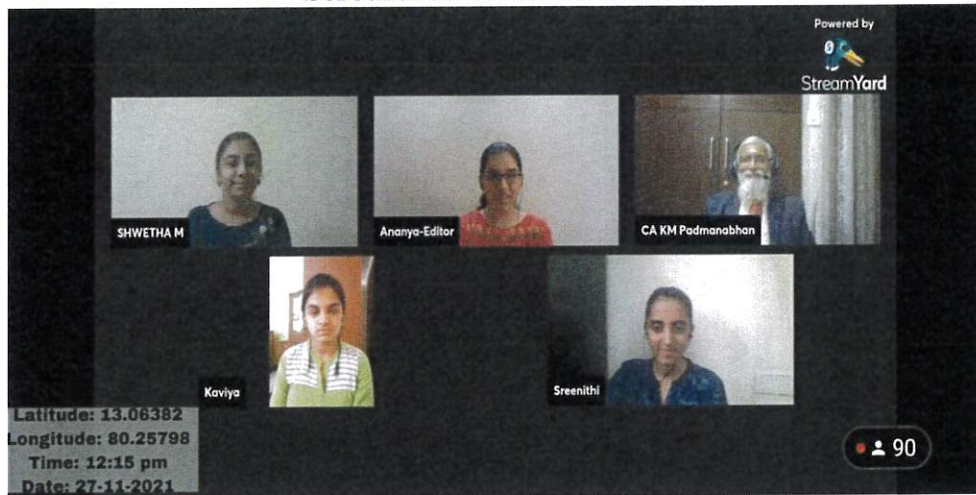 Powered by
StreamYard
SHWETHA M
Ananya-Editor
CA KM Padmanabhan
Kaviya
Sreenithi
Latitude: 13.06382
Longitude: 80.25798
Time: 12:15 pm
Date: 27-11-2021
90